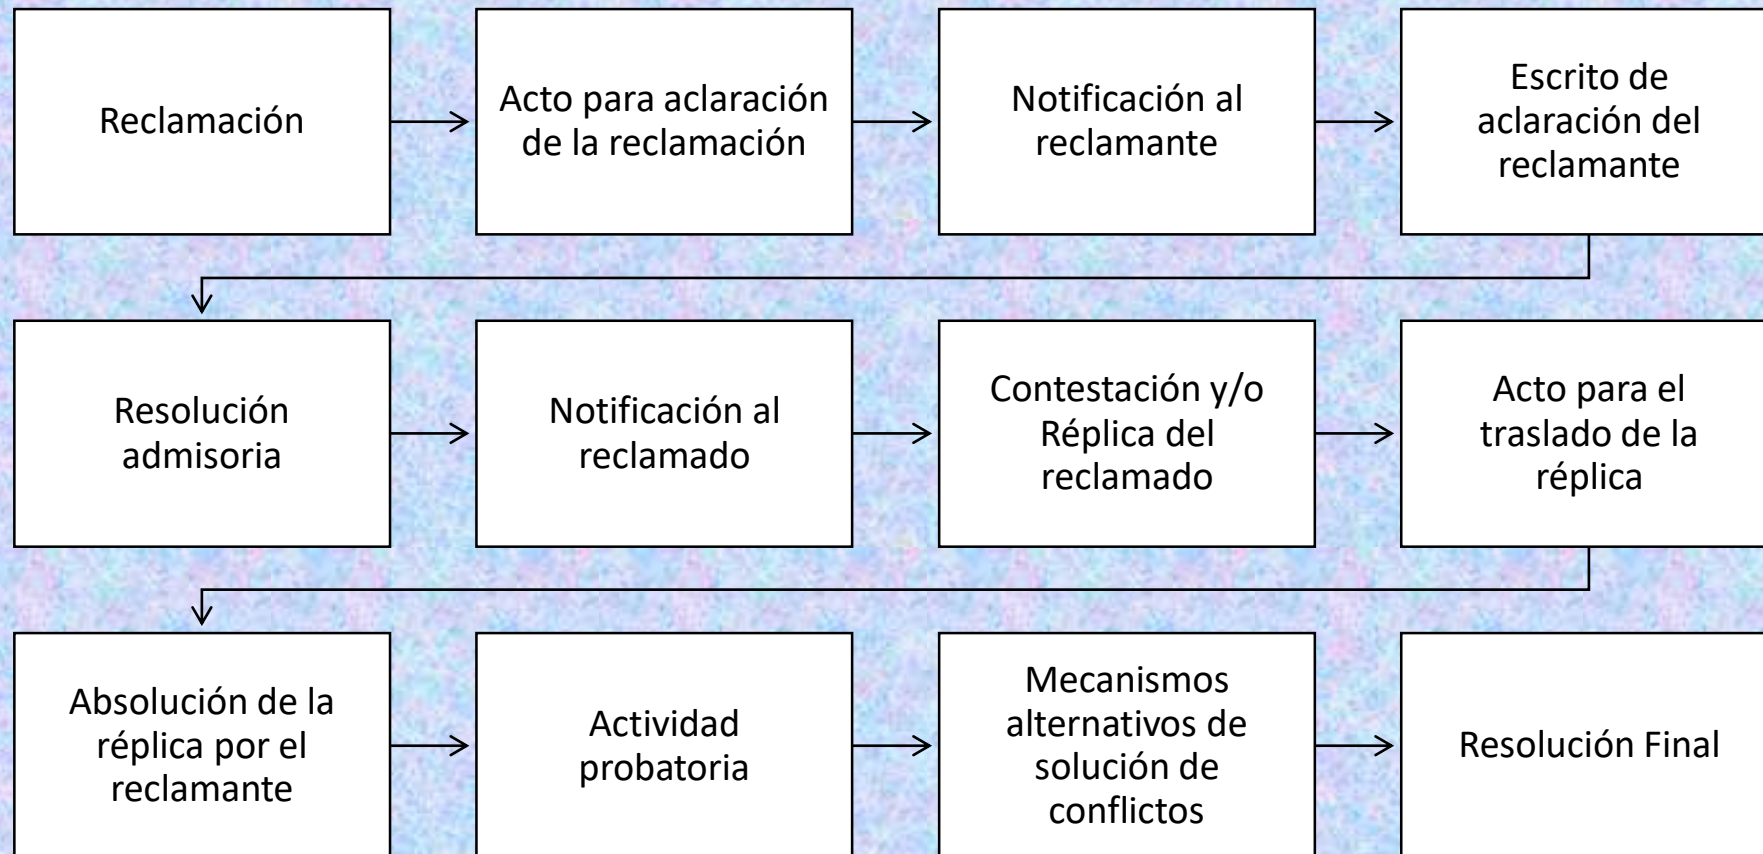 Reclamación
Acto para aclaración
de la reclamación
Notificación al
reclamante
Escrito de
aclaración del
reclamante
Resolución
admisoria
Notificación al
reclamado
Contestación y/o
Réplica del
reclamado
Acto para el
traslado de la
réplica
Absolución de la
réplica por el
reclamante
Actividad
probatoria
Mecanismos
alternativos de
solución de
conflictos
Resolución Final